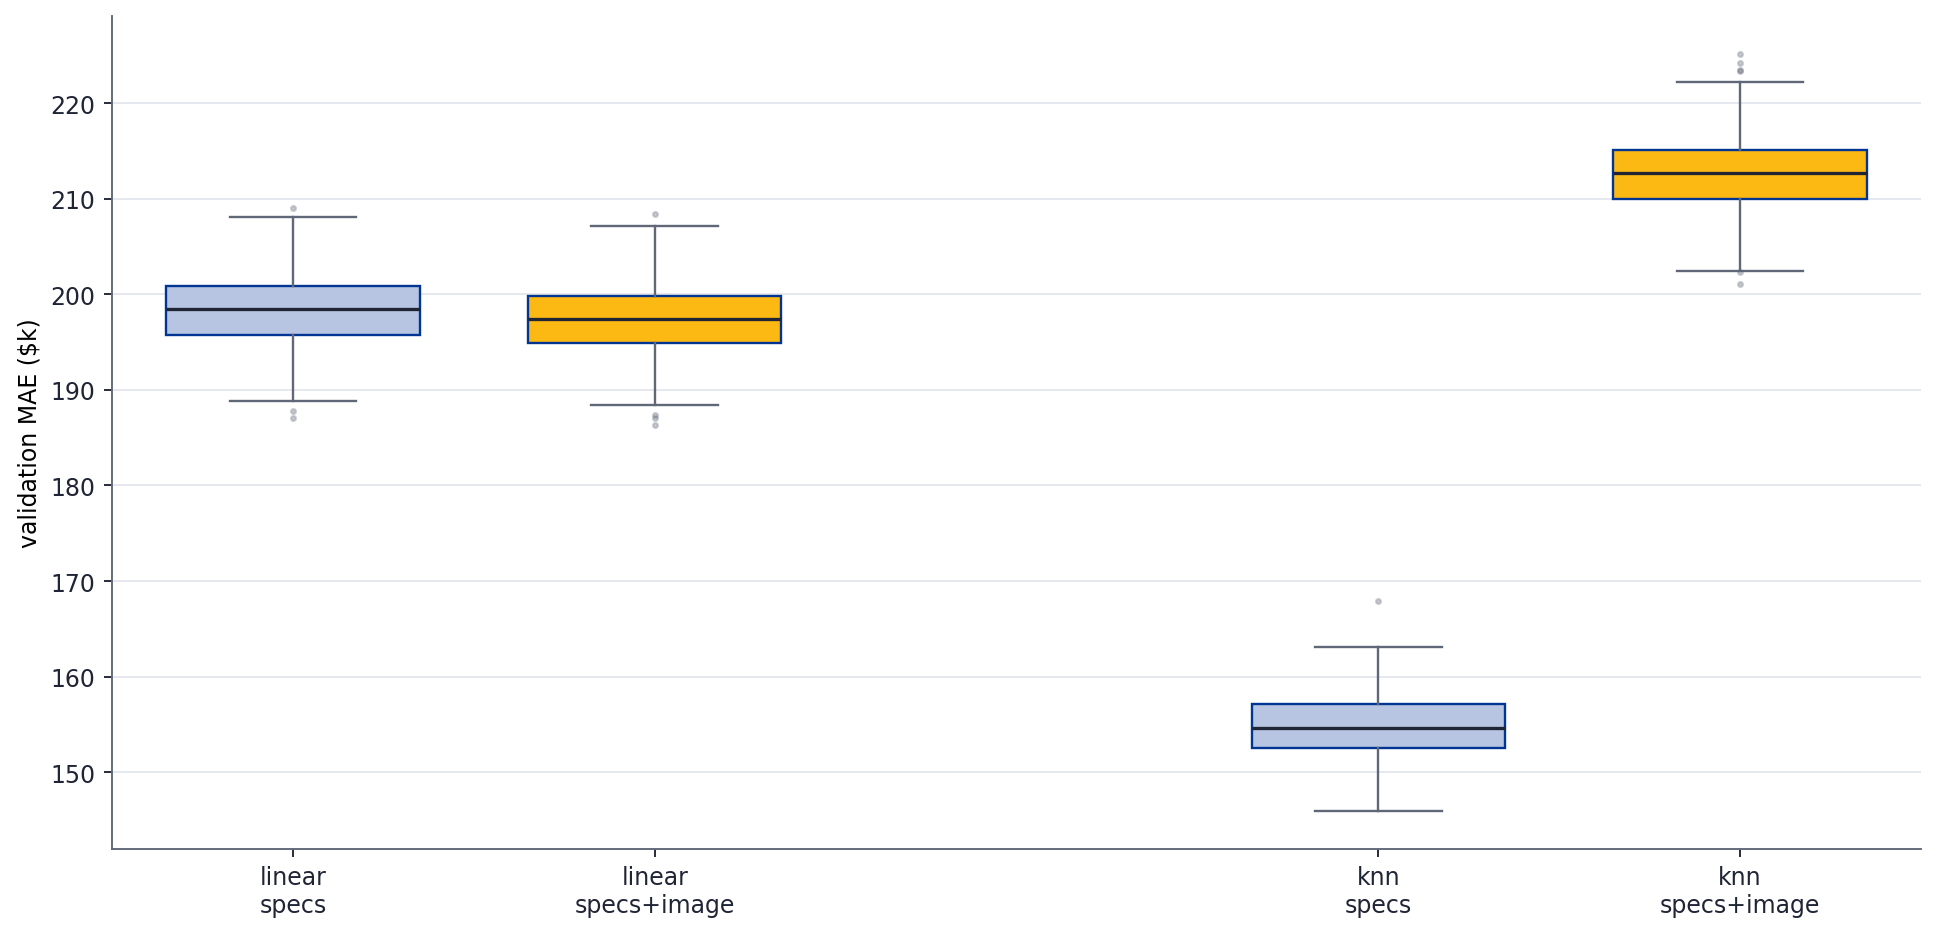 validation MAE ($k)
220
210
200
190
180
170
160
150
linear
specs
linear
specs+image
knn
specs
knn
specs+image